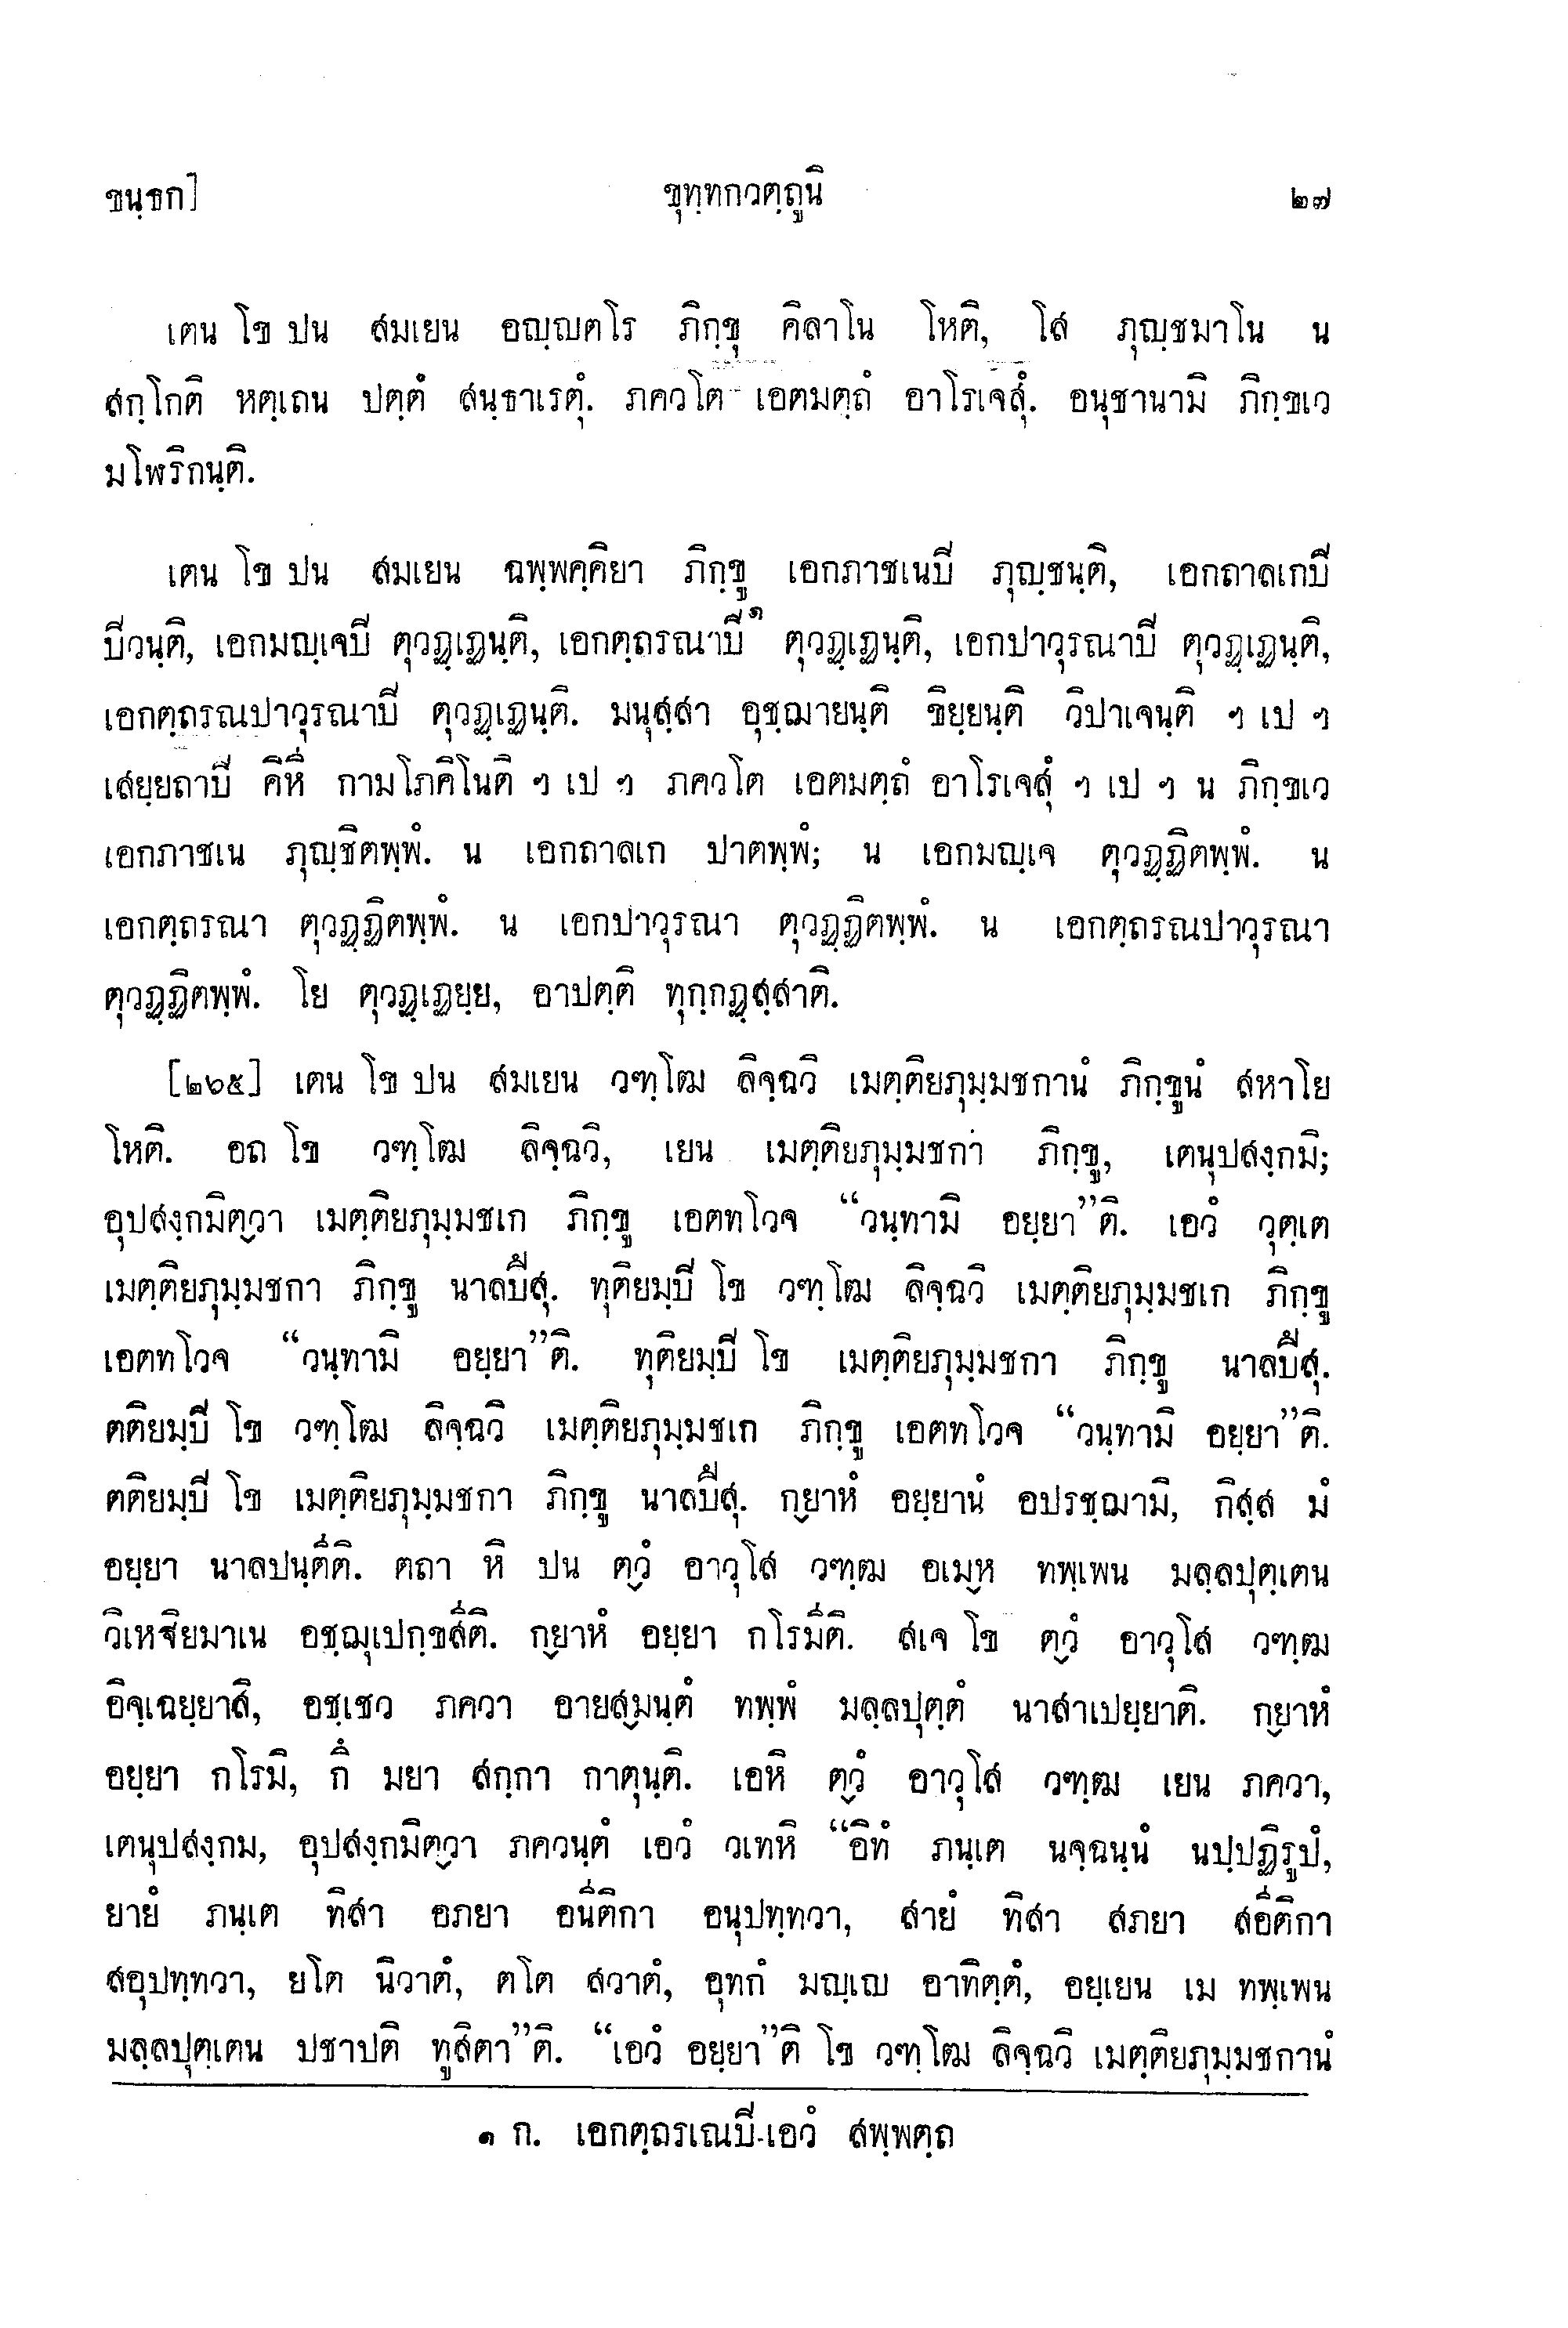 ขนฺธก]
ขุทฺทกวตฺถูนิ
๒๗
เตน โข ปน สมเยน อญฺญตโร ภิกฺขุ คิลาโน โหติ, โส ภุญฺชมาโน น
สกฺโกติ หตฺเถน ปตฺตํ สนฺธาเรตุํ. ภควโต เอตมตฺถํ อาโรเจสุํ. อนุชานามิ ภิกฺขเว
มโฬริกนฺติ.
เตน โข ปน สมเยน ฉพฺพคฺคิยา ภิกฺขู เอกภาชเนปี ภุญฺชนฺติ, เอกถาลเกปี
ปีวนฺติ, เอกมญฺเจปี ตุวฏฺเฏนฺติ, เอกตฺถรณาปี๑ ตุวฏฺเฏนฺติ, เอกปาวุรณาปี ตุวฏฺเฏนฺติ,
เอกตฺถรณปาวุรณาปี ตุวฏฺเฏนฺติ. มนุสฺสา อุชฺฌายนฺติ ขิยฺยนฺติ วิปาเจนฺติ ฯ เป ฯ
เสยฺยถาปี คิหี กามโภคิโนติ ฯ เป ฯ ภควโต เอตมตฺถํ อาโรเจสุํ ฯ เป ฯ น ภิกฺขเว
เอกภาชเน ภุญฺชิตพฺพํ. น เอกถาลเก ปาตพฺพํ; น เอกมญฺเจ ตุวฏฺฏิตพฺพํ. น
เอกตฺถรณา ตุวฏฺฏิตพฺพํ. น เอกปาวุรณา ตุวฏฺฏิตพฺพํ. น เอกตฺถรณปาวุรณา
ตุวฏฺฏิตพฺพํ. โย ตุวฏฺเฏยฺย, อาปตฺติ ทุกฺกฏสฺสาติ.
[๒๖๕] เตน โข ปน สมเยน วฑฺโฒ ลิจฺฉวิ เมตฺติยภุมฺมชกานํ ภิกฺขูนํ สหาโย
โหติ. อถ โข วฑฺโฒ ลิจฺฉวิ, เยน เมตฺติยภุมฺมชกา ภิกฺขู, เตนุปสงฺกมิ;
อุปสงฺกมิตฺวา เมตฺติยภุมฺมชเก ภิกฺขู เอตทโวจ “วนฺทามิ อยฺยา”ติ. เอวํ วุตฺเต
เมตฺติยภุมฺมชกา ภิกฺขู นาลปึสุ. ทุติยมฺปี โข วฑฺโฒ ลิจฺฉวิ เมตฺติยภุมฺมชเก ภิกฺขู
เอตทโวจ “วนฺทามิ อยฺยา”ติ. ทุติยมฺปี โข เมตฺติยภุมฺมชกา ภิกฺขู นาลปึสุ.
ตติยมฺปี โข วฑฺโฒ ลิจฺฉวิ เมตฺติยภุมฺมชเก ภิกฺขู เอตทโวจ “วนฺทามิ อยฺยา”ติ.
ตติยมฺปี โข เมตฺติยภุมฺมชกา ภิกฺขู นาลปึสุ. กฺยาหํ อยฺยานํ อปรชฺฌามิ, กิสฺส มํ
อยฺยา นาลปนฺตีติ. ตถา หิ ปน ตฺวํ อาวุโส วฑฺฒ อเมฺห ทพฺเพน มลฺลปุตฺเตน
วิเหฐิยมาเน อชฺฌุเปกฺขสีติ. กฺยาหํ อยฺยา กโรมีติ. สเจ โข ตฺวํ อาวุโส วฑฺฒ
อิจฺเฉยฺยาสิ, อชฺเชว ภควา อายสฺมนฺตํ ทพฺพํ มลฺลปุตฺตํ นาสาเปยฺยาติ. กฺยาหํ
อยฺยา กโรมิ, กึ มยา สกฺกา กาตุนฺติ. เอหิ ตฺวํ อาวุโส วฑฺฒ เยน ภควา,
เตนุปสงฺกม, อุปสงฺกมิตฺวา ภควนฺตํ เอวํ วเทหิ “อิทํ ภนฺเต นจฺฉนฺนํ นปฺปฏิรูปํ,
ยายํ ภนฺเต ทิสา อภยา อนีติกา อนุปทฺทวา, สายํ ทิสา สภยา สอีติกา
สอุปทฺทวา, ยโต นิวาตํ, ตโต สวาตํ, อุทกํ มญฺเญ อาทิตฺตํ, อยฺเยน เม ทพฺเพน
มลฺลปุตฺเตน ปชาปติ ทูสิตา”ติ. “เอวํ อยฺยา”ติ โข วฑฺโฒ ลิจฺฉวิ เมตฺติยภุมฺมชกานํ
๑ ก. เอกตฺถรเณปี-เอวํ สพฺพตฺถ